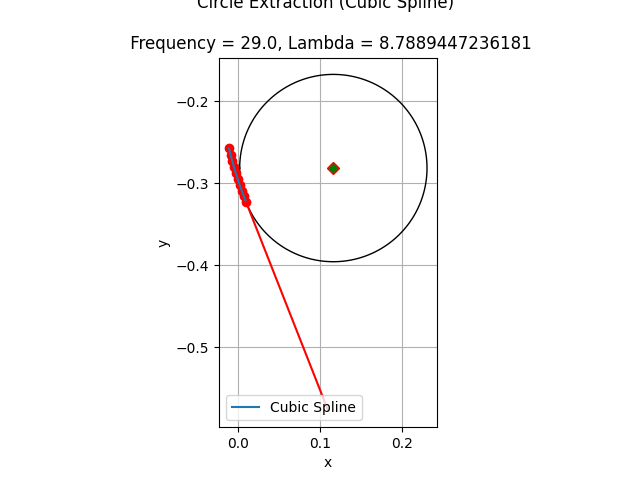 Circle Extraction (Cubic Spline)
Frequency = 29.0, Lambda = 8.7889447236181
−0.2
−0.3
−0.4
−0.5
y
Cubic Spline
0.0 0.1 0.2
x